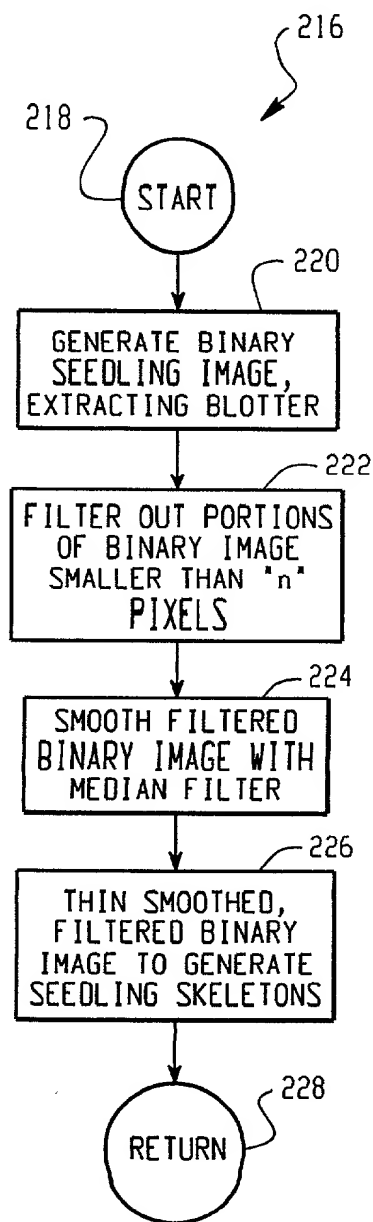 216
218
START
220
GENERATE BINARY
SEEDLING IMAGE,
EXTRACTING BLOTTER
222
FILTER OUT PORTIONS
OF BINARY IMAGE
SMALLER THAN "n"
PIXELS
224
SMOOTH FILTERED
BINARY IMAGE WITH
MEDIAN FILTER
226
THIN SMOOTHED,
FILTERED BINARY
IMAGE TO GENERATE
SEEDLING SKELETONS
228
RETURN